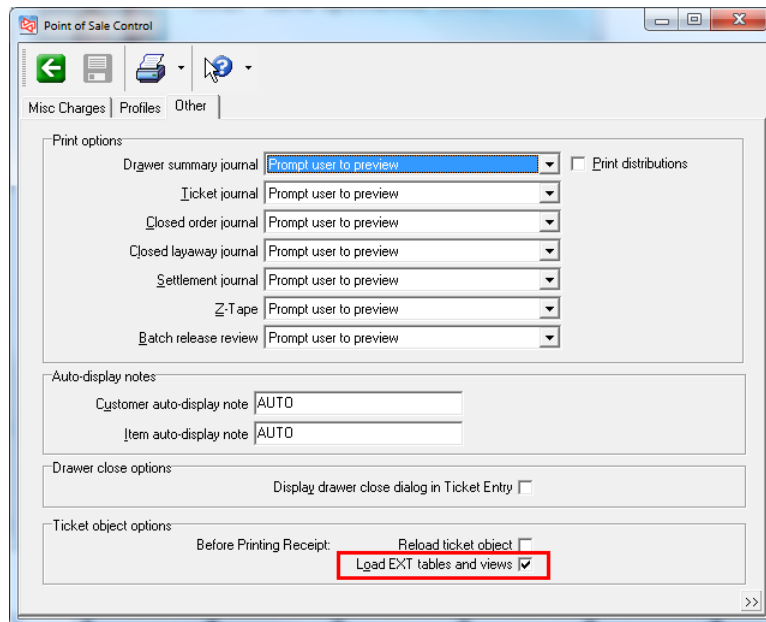 Point of Sale Control
Misc Charges Profiles Other
Print options
Drawer summary journal Prompt user to preview Print distributions
Ticket journal Prompt user to preview
Closed order journal Prompt user to preview
Closed layaway journal Prompt user to preview
Settlement journal Prompt user to preview
Z-Tape Prompt user to preview
Batch release review Prompt user to preview
Auto-display notes
Customer auto-display note AUTO
Item auto-display note AUTO
Drawer close options
Display drawer close dialog in Ticket Entry
Ticket object options
Before Printing Receipt: Reload ticket object
Load EXT tables and views
>>